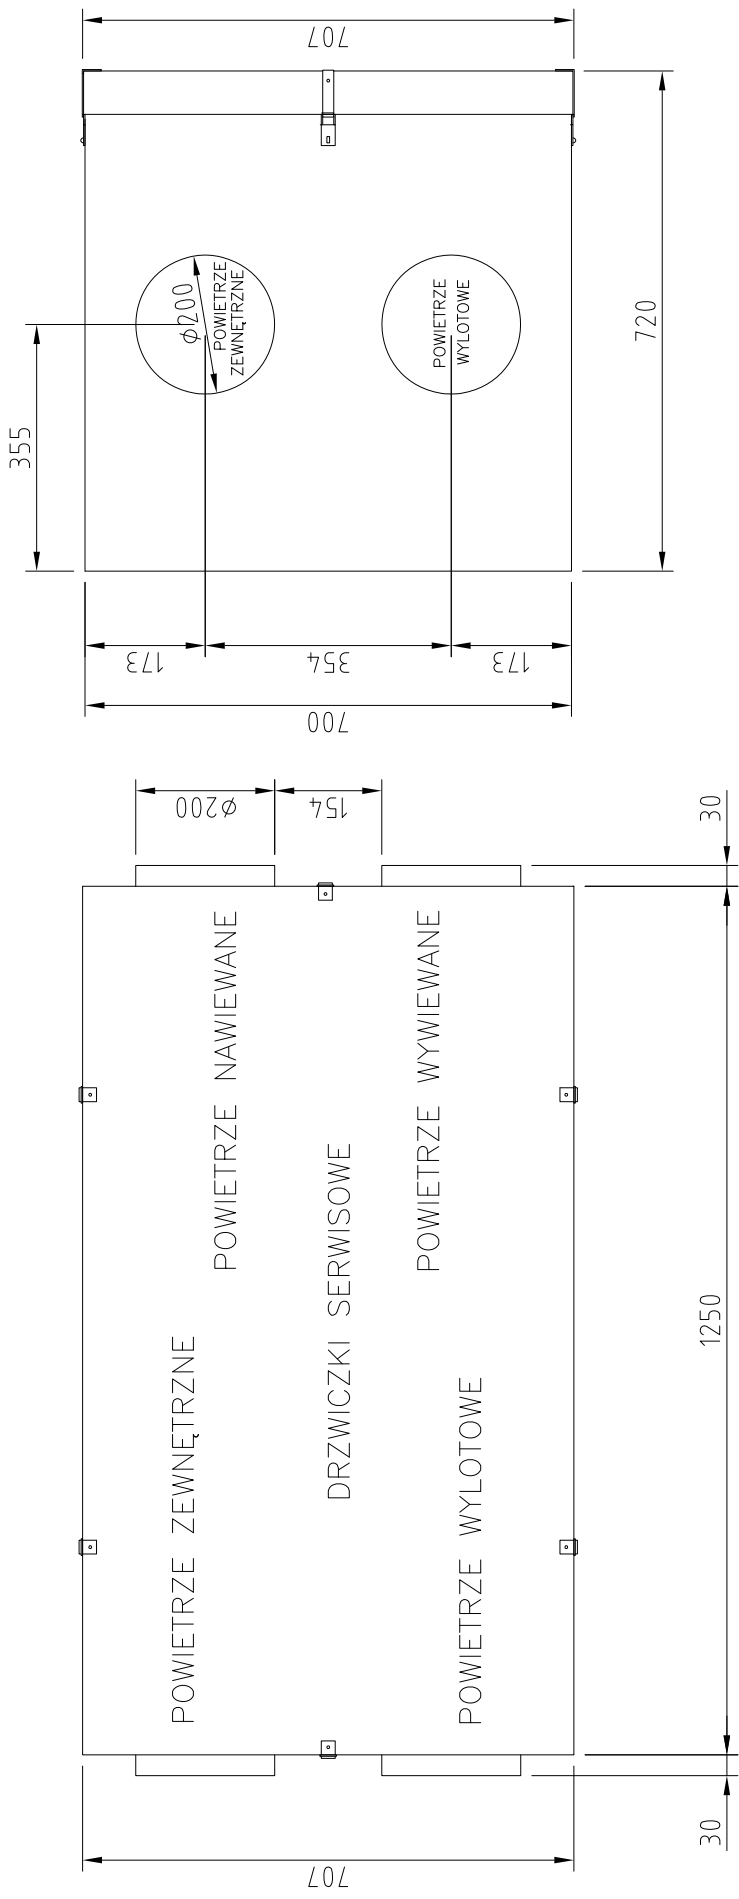 707
ϕ200
POWIETRZE
ZEWNĘTRZNE
POWIETRZE
WYLOTOWE
355
720
173
354
173
700
ϕ200
154
30
POWIETRZE NAWIEWANE
POWIETRZE WYWIEWANE
DRZWICZKI SERWISOWE
POWIETRZE ZEWNĘTRZNE
POWIETRZE WYLOTOWE
1250
30
707